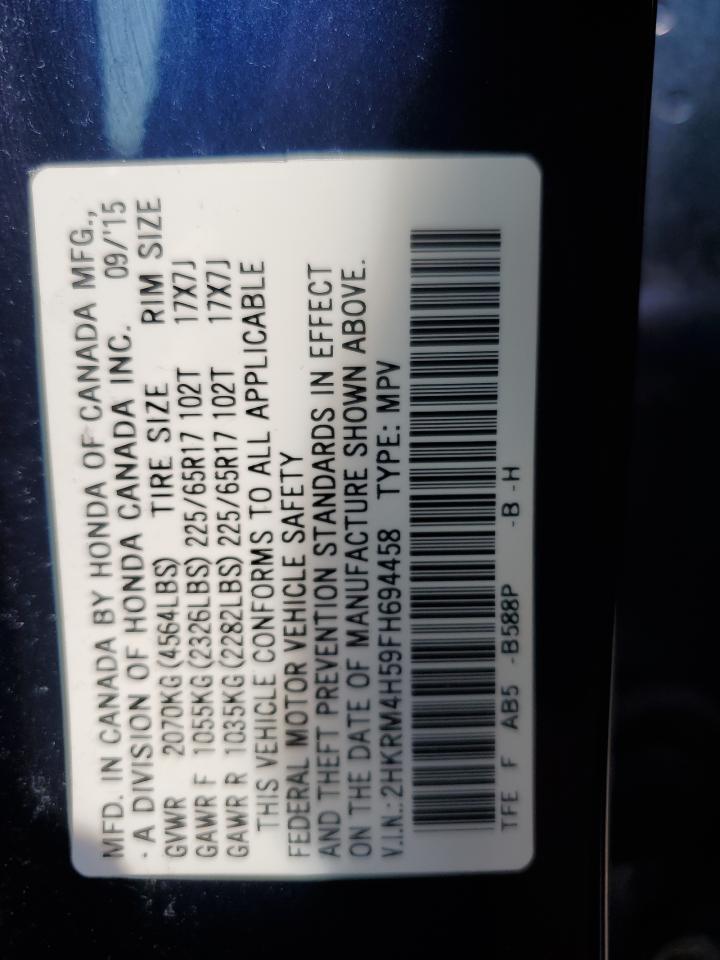 MFD. IN CANADA BY HONDA OF CANADA MFG.,
· A DIVISION OF HONDA CANADA INC. 09/'15
GVWR 2070KG(4564LBS) TIRE SIZE RIM SIZE
GAWR F 1055KG(2326LBS) 225/65R17 102T 17X7J
GAWR R 1035KG(2282LBS) 225/65R17 102T 17X7J
THIS VEHICLE CONFORMS TO ALL APPLICABLE
FEDERAL MOTOR VEHICLE SAFETY
AND THEFT PREVENTION STANDARDS IN EFFECT
ON THE DATE OF MANUFACTURE SHOWN ABOVE.
V.I.N.: 2HKRM4H59FH694458 TYPE: MPV
TFE F AB5 -B588P -B -H